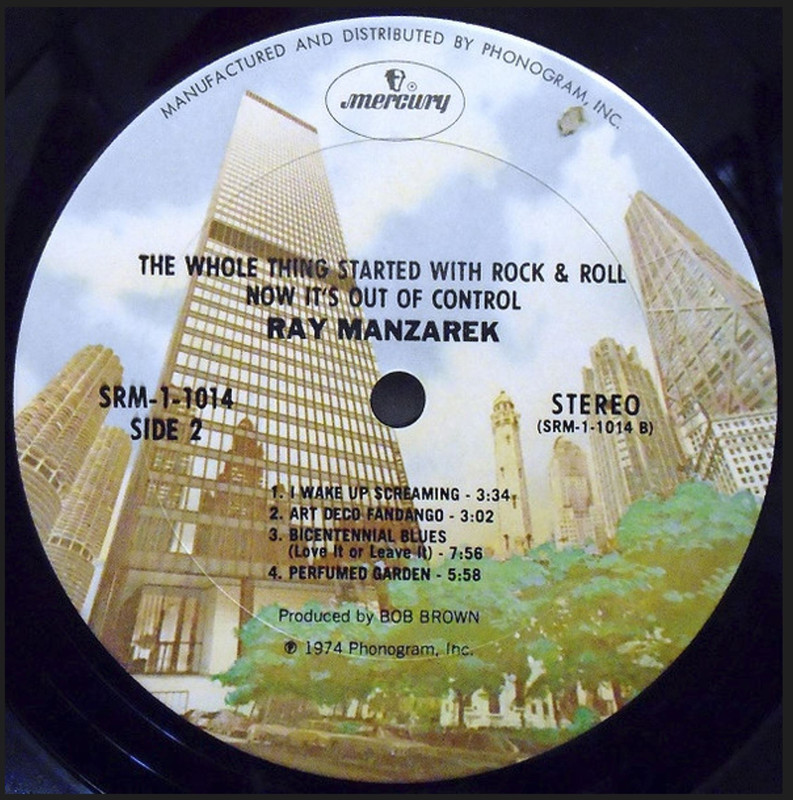 MANUFACTURED AND DISTRIBUTED BY PHONOGRAM, INC.
mercury
THE WHOLE THING STARTED WITH ROCK & ROLL
NOW IT'S OUT OF CONTROL
RAY MANZAREK
SRM-1-1014
SIDE 2
STEREO
(SRM-1-1014 B)
1. I WAKE UP SCREAMING - 3:34
2. ART DECO FANDANGO - 3:02
3. BICENTENNIAL BLUES
(Love It or Leave It) - 7:56
4. PERFUMED GARDEN - 5:58
Produced by BOB BROWN
℗ 1974 Phonogram, Inc.